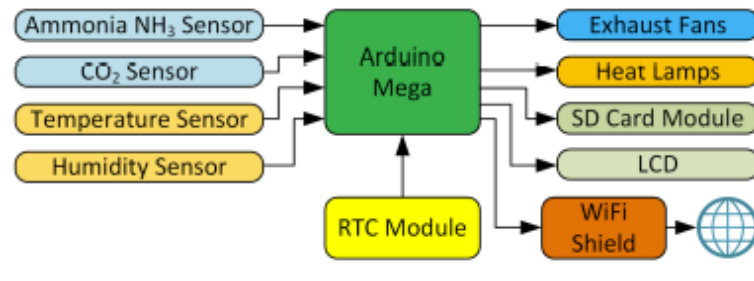 Ammonia NH₃ Sensor
CO₂ Sensor
Temperature Sensor
Humidity Sensor
Arduino
Mega
RTC Module
Exhaust Fans
Heat Lamps
SD Card Module
LCD
WiFi
Shield